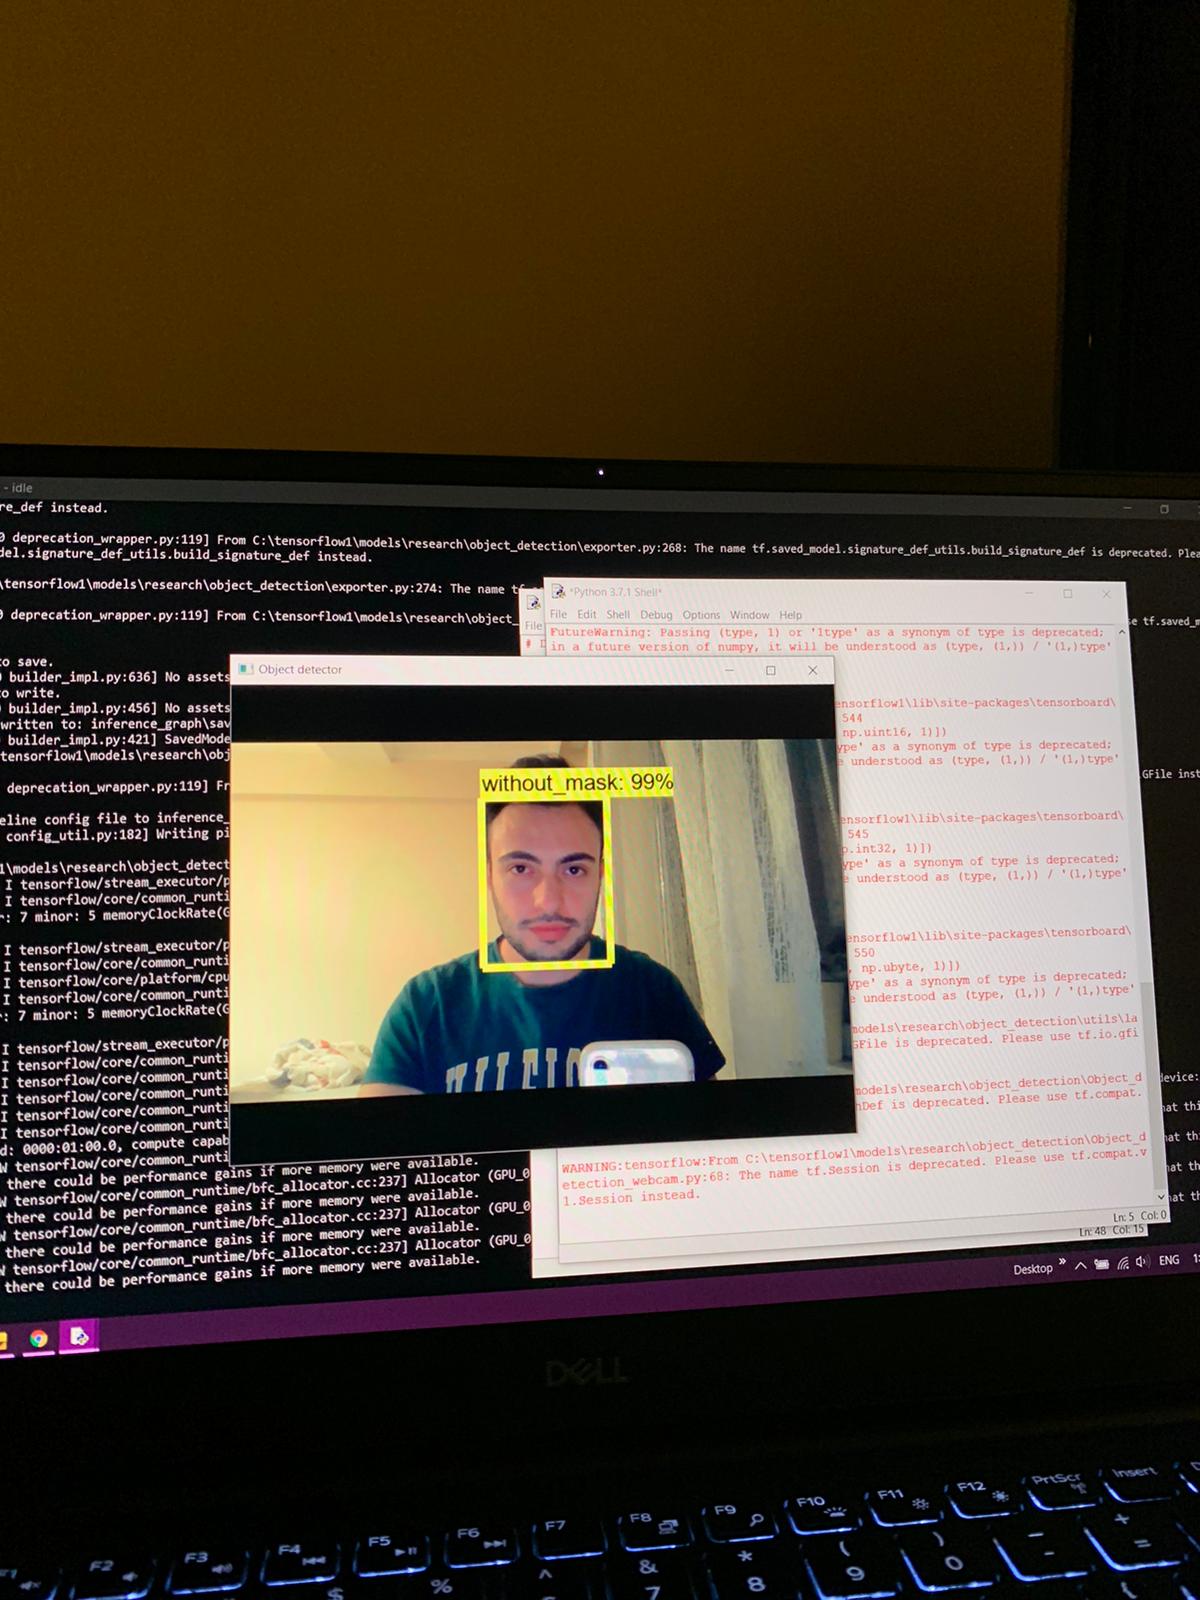 - idle
re_def instead.
deprecation_wrapper.py:119] From C:\tensorflow1\models\research\object_detection\exporter.py:268: The name tf.saved_model.signature_def_utils.build_signature_def is deprecated. Plea
del.signature_def_utils.build_signature_def instead.
\tensorflow1\models\research\object_detection\exporter.py:274: The name tf
deprecation_wrapper.py:119] From C:\tensorflow1\models\research\object_
se tf.saved_m
to save.
builder_impl.py:636] No assets
to write.
builder_impl.py:456] No assets
written to: inference_graph\sav
builder_impl.py:421] SavedMode
tensorflow1\models\research\obj
GFile inst
deprecation_wrapper.py:119] Fr
eline config file to inference_
config_util.py:182] Writing pi
\models\research\object_detect
I tensorflow/stream_executor/p
I tensorflow/core/common_runti
r: 7 minor: 5 memoryClockRate(G
I tensorflow/stream_executor/p
I tensorflow/core/common_runti
I tensorflow/core/platform/cpu
I tensorflow/core/common_runti
r: 7 minor: 5 memoryClockRate(G
I tensorflow/stream_executor/p
I tensorflow/core/common_runti
I tensorflow/core/common_runti
I tensorflow/core/common_runti
I tensorflow/core/common_runti
I tensorflow/core/common_runti
d: 0000:01:00.0, compute capab
W tensorflow/core/common_runti
there could be performance gains if more memory were available.
W tensorflow/core/common_runtime/bfc_allocator.cc:237] Allocator (GPU_0
there could be performance gains if more memory were available.
W tensorflow/core/common_runtime/bfc_allocator.cc:237] Allocator (GPU_0
there could be performance gains if more memory were available.
W tensorflow/core/common_runtime/bfc_allocator.cc:237] Allocator (GPU_0
there could be performance gains if more memory were available.
device:
hat thi
hat thi
hat thi
hat th
File
*Python 3.7.1 Shell*
File Edit Shell Debug Options Window Help
FutureWarning: Passing (type, 1) or '1type' as a synonym of type is deprecated;
in a future version of numpy, it will be understood as (type, (1,)) / '(1,)type'
ensorflow1\lib\site-packages\tensorboard\
544
np.uint16, 1)])
ype' as a synonym of type is deprecated;
e understood as (type, (1,)) / '(1,)type'
ensorflow1\lib\site-packages\tensorboard\
545
p.int32, 1)])
ype' as a synonym of type is deprecated;
e understood as (type, (1,)) / '(1,)type'
ensorflow1\lib\site-packages\tensorboard\
550
, np.ubyte, 1)])
ype' as a synonym of type is deprecated;
e understood as (type, (1,)) / '(1,)type'
models\research\object_detection\utils\la
GFile is deprecated. Please use tf.io.gfi
models\research\object_detection\Object_d
hDef is deprecated. Please use tf.compat.
WARNING:tensorflow:From C:\tensorflow1\models\research\object_detection\Object_d
etection_webcam.py:68: The name tf.Session is deprecated. Please use tf.compat.v
1.Session instead.
Ln: 5 Col: 0
Ln: 48 Col: 15
Object detector
without_mask: 99%
Desktop
ENG
DELL
F2 F3 F4 F5 F6 F7 F8 F9 F10 F11 F12 PrtScr Insert
$ % ^ & 7 * 8 ( 9 ) 0 - + =